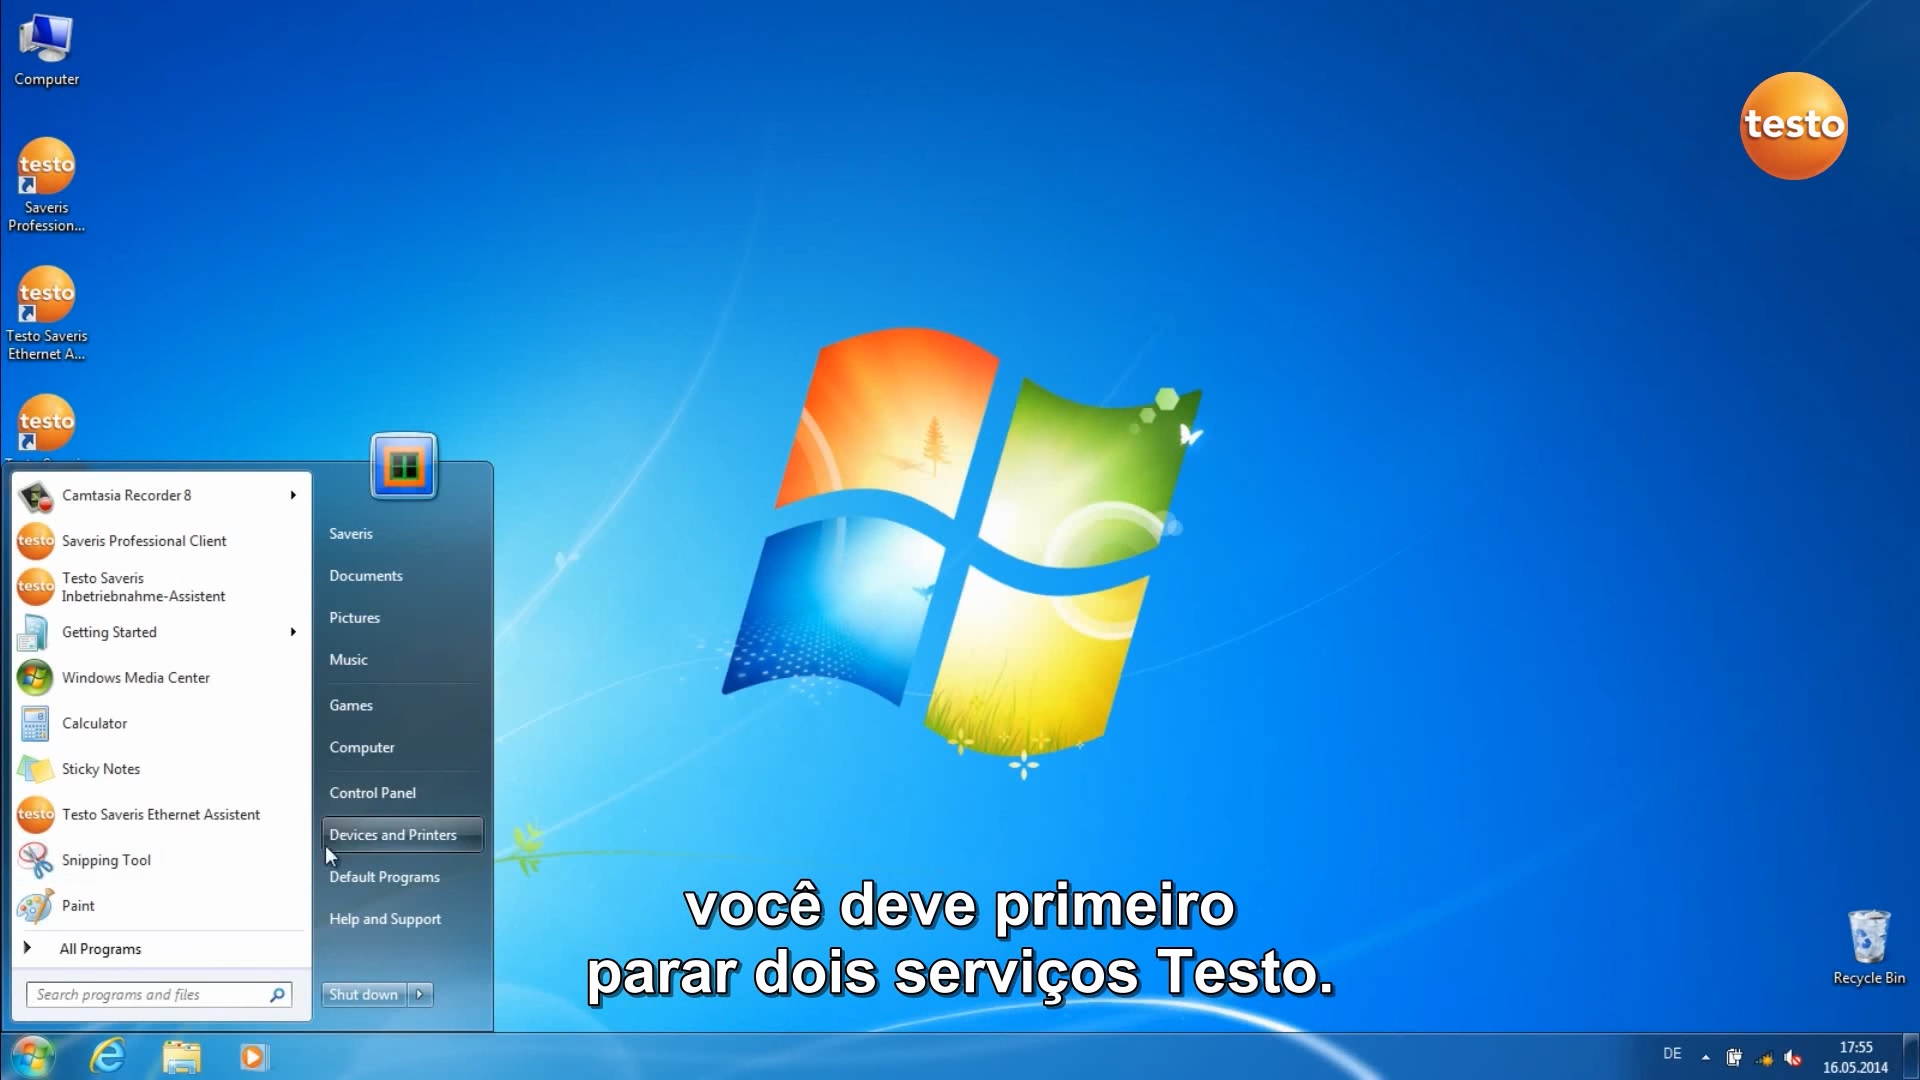 Computer
testo
testo
Saveris
Profession...
testo
Testo Saveris
Ethernet A...
testo
Camtasia Recorder 8
testo
Saveris Professional Client
testo
Testo Saveris
Inbetriebnahme-Assistent
Getting Started
Windows Media Center
Calculator
Sticky Notes
testo
Testo Saveris Ethernet Assistent
Snipping Tool
Paint
All Programs
Search programs and files
Saveris
Documents
Pictures
Music
Games
Computer
Control Panel
Devices and Printers
Default Programs
Help and Support
Shut down
você deve primeiro
parar dois serviços Testo.
Recycle Bin
DE
17:55
16.05.2014